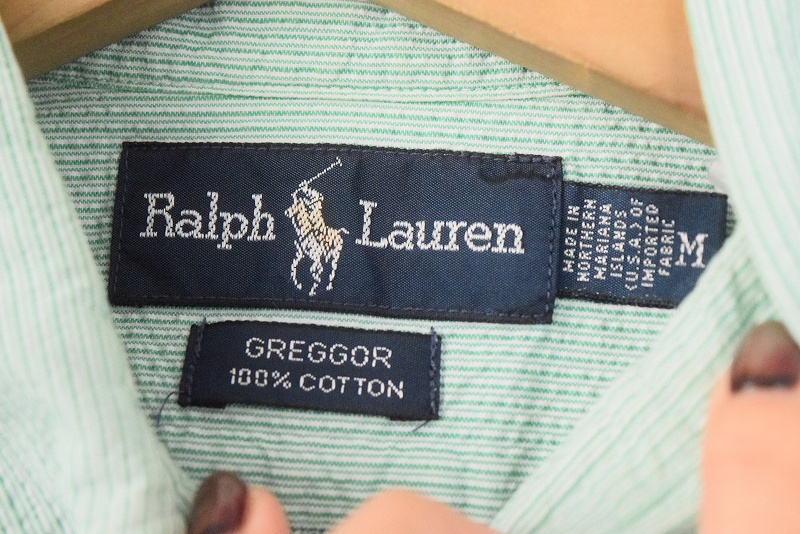 Ralph Lauren
MADE IN
NORTHERN
MARIANA
ISLANDS
(U.S.A.) OF
IMPORTED
FABRIC
M
GREGGOR
100% COTTON